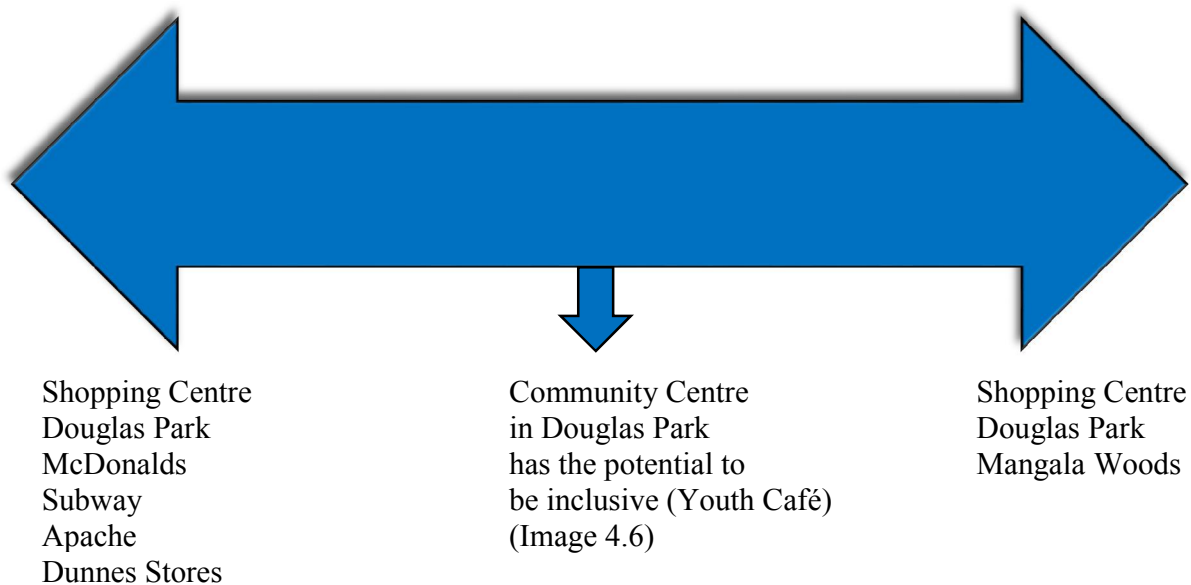 Shopping Centre
Douglas Park
McDonalds
Subway
Apache
Dunnes Stores
Community Centre
in Douglas Park
has the potential to
be inclusive (Youth Café)
(Image 4.6)
Shopping Centre
Douglas Park
Mangala Woods